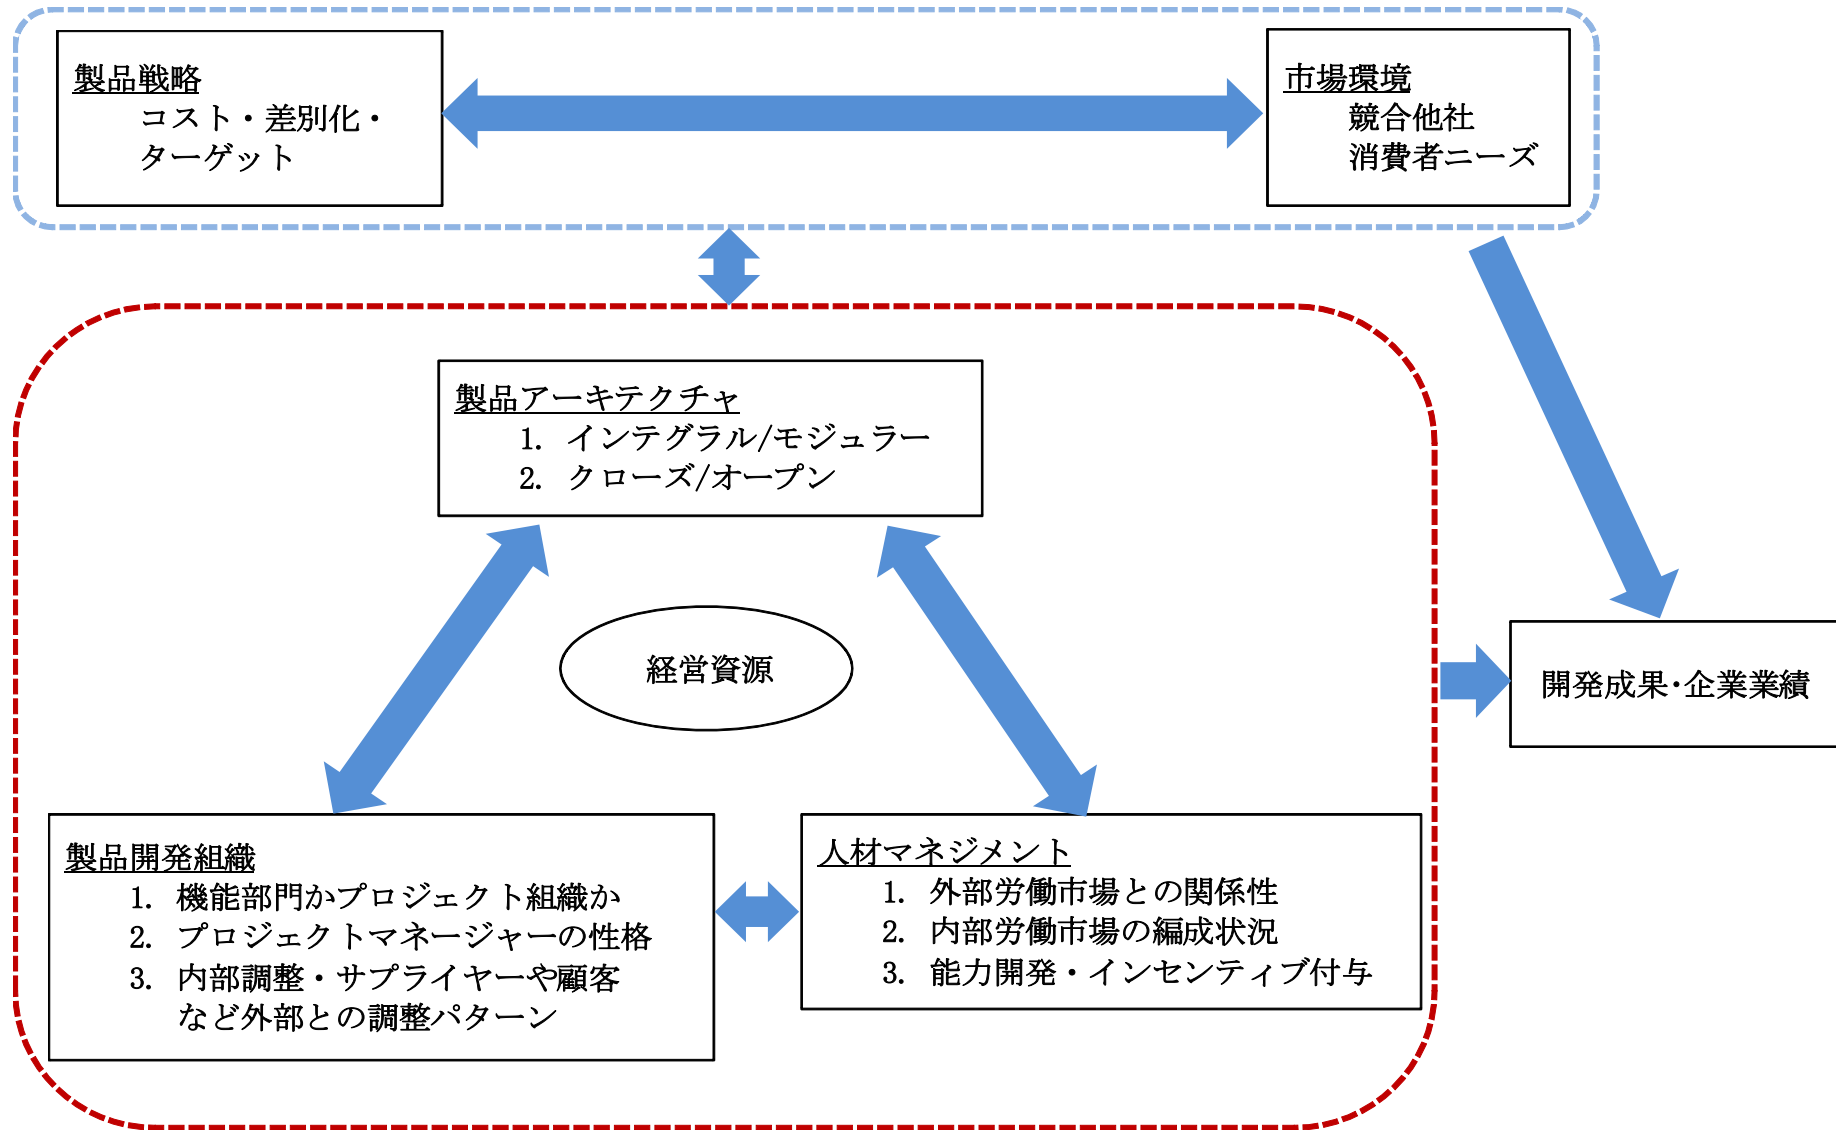 製品戦略
コスト・差別化・
ターゲット
市場環境
競合他社
消費者ニーズ
製品アーキテクチャ
1. インテグラル/モジュラー
2. クローズ/オープン
経営資源
開発成果・企業業績
製品開発組織
1. 機能部門かプロジェクト組織か
2. プロジェクトマネージャーの性格
3. 内部調整・サプライヤーや顧客
など外部との調整パターン
人材マネジメント
1. 外部労働市場との関係性
2. 内部労働市場の編成状況
3. 能力開発・インセンティブ付与